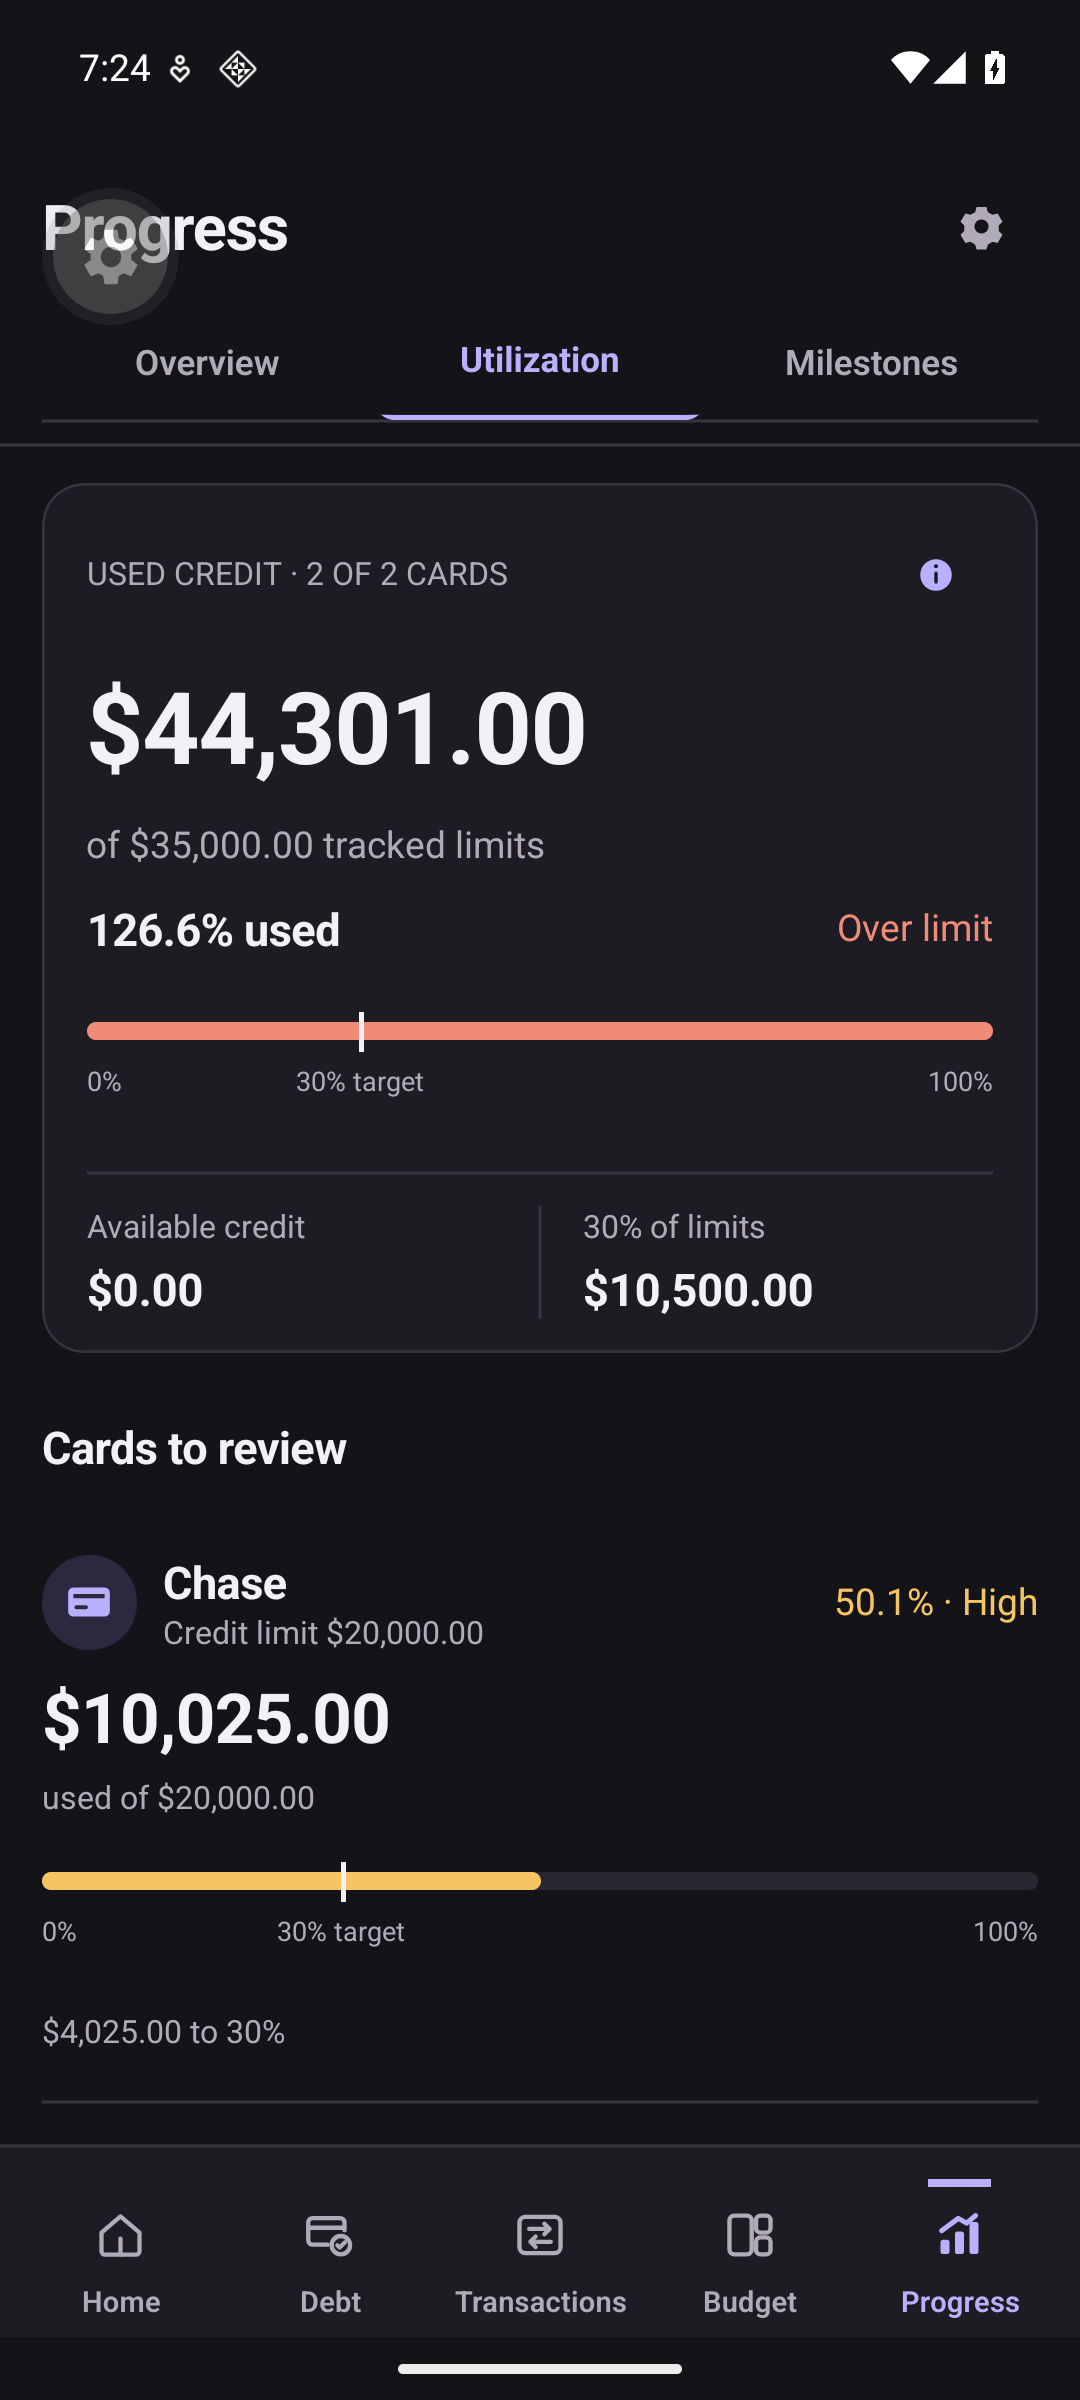 7:24
Progress
Overview
Utilization
Milestones
USED CREDIT · 2 OF 2 CARDS
$44,301.00
of $35,000.00 tracked limits
126.6% used
Over limit
0%
30% target
100%
Available credit
30% of limits
$0.00
$10,500.00
Cards to review
Chase
Credit limit $20,000.00
50.1% · High
$10,025.00
used of $20,000.00
0%
30% target
100%
$4,025.00 to 30%
Home
Debt
Transactions
Budget
Progress